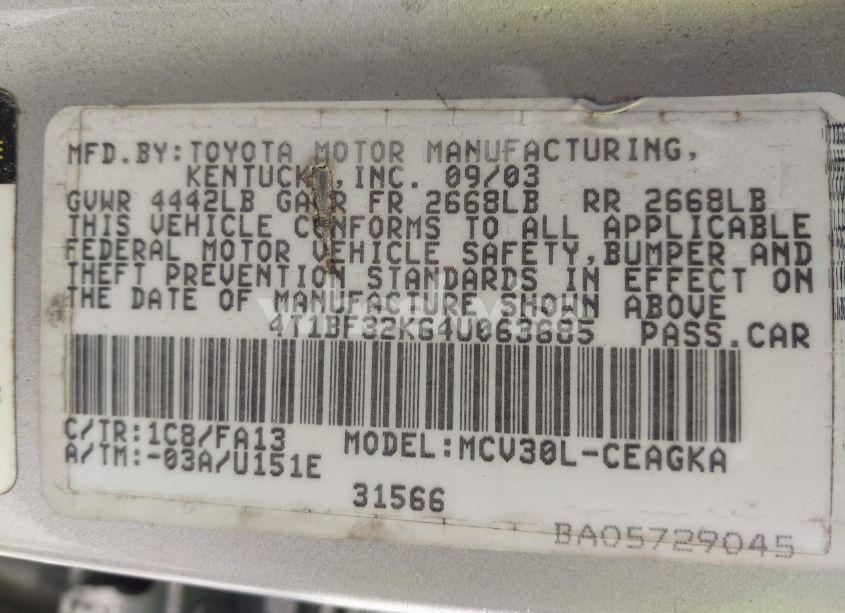 MFD.BY:TOYOTA MOTOR MANUFACTURING,
KENTUCKY,INC. 09/03
GVWR 4442LB GAWR FR 2668LB RR 2668LB
THIS VEHICLE CONFORMS TO ALL APPLICABLE
FEDERAL MOTOR VEHICLE SAFETY,BUMPER AND
THEFT PREVENTION STANDARDS IN EFFECT ON
THE DATE OF MANUFACTURE SHOWN ABOVE
4T1BF32K64U063685 PASS.CAR
C/TR:1C8/FA13 MODEL:MCV30L-CEAGKA
A/TM:-03A/U151E
31566
BA05729045